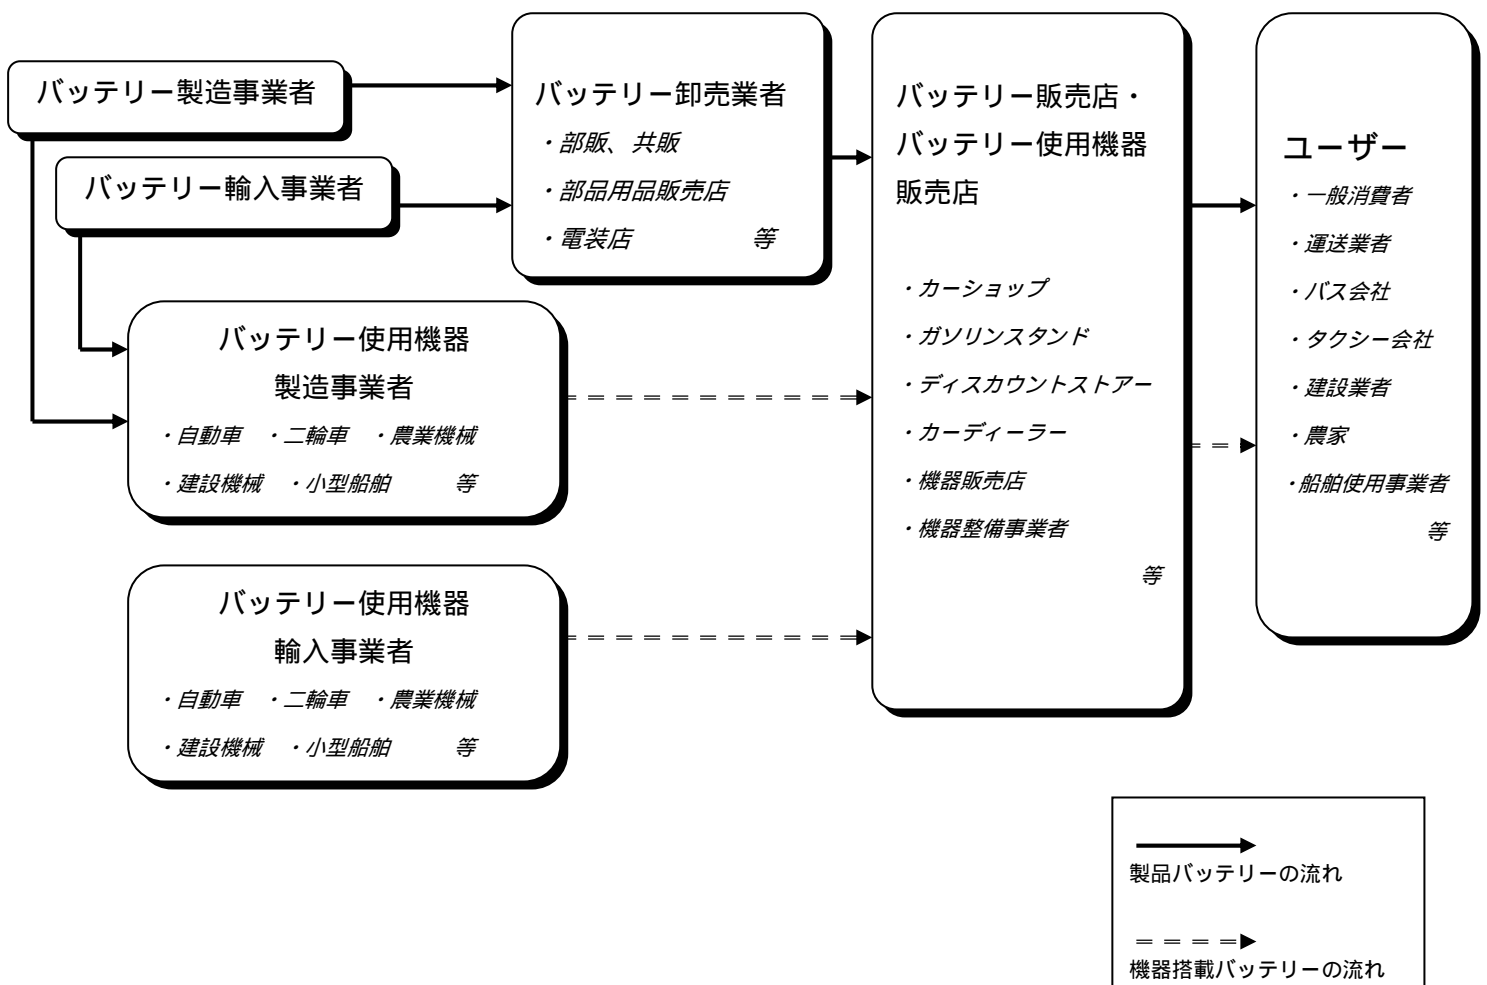 バッテリー製造事業者
バッテリー輸入事業者
バッテリー卸売業者
・部販、共販
・部品用品販売店
・電装店　等
バッテリー使用機器
製造事業者
・自動車　・二輪車　・農業機械
・建設機械　・小型船舶　等
バッテリー使用機器
輸入事業者
・自動車　・二輪車　・農業機械
・建設機械　・小型船舶　等
バッテリー販売店・
バッテリー使用機器
販売店
・カーショップ
・ガソリンスタンド
・ディスカウントストアー
・カーディーラー
・機器販売店
・機器整備事業者
等
ユーザー
・一般消費者
・運送業者
・バス会社
・タクシー会社
・建設業者
・農家
・船舶使用事業者
等
製品バッテリーの流れ
機器搭載バッテリーの流れ